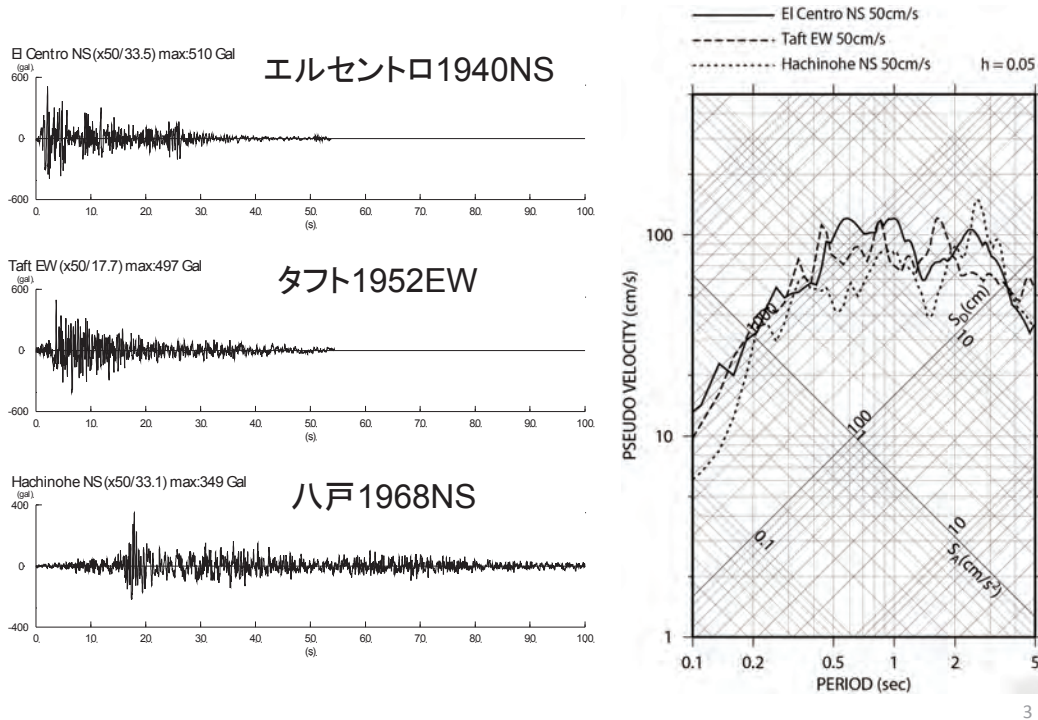 El Centro NS(x50/33.5) max:510 Gal
(gal).
エルセントロ1940NS
600
0
-600
0. 10. 20. 30. 40. 50. 60. 70. 80. 90. 100.
(s).
Taft EW(x50/17.7) max:497 Gal
(gal).
タフト1952EW
600
0
-600
0. 10. 20. 30. 40. 50. 60. 70. 80. 90. 100.
(s).
Hachinohe NS(x50/33.1) max:349 Gal
(gal).
八戸1968NS
400
0
-400
0. 10. 20. 30. 40. 50. 60. 70. 80. 90. 100.
(s).
El Centro NS 50cm/s
Taft EW 50cm/s
Hachinohe NS 50cm/s h = 0.05
PSEUDO VELOCITY (cm/s)
100
10
1
1000
100
10
SA(cm/s²)
SD(cm)
10
1
0.1
0.1 0.2 0.5 1 2 5
PERIOD (sec)
3